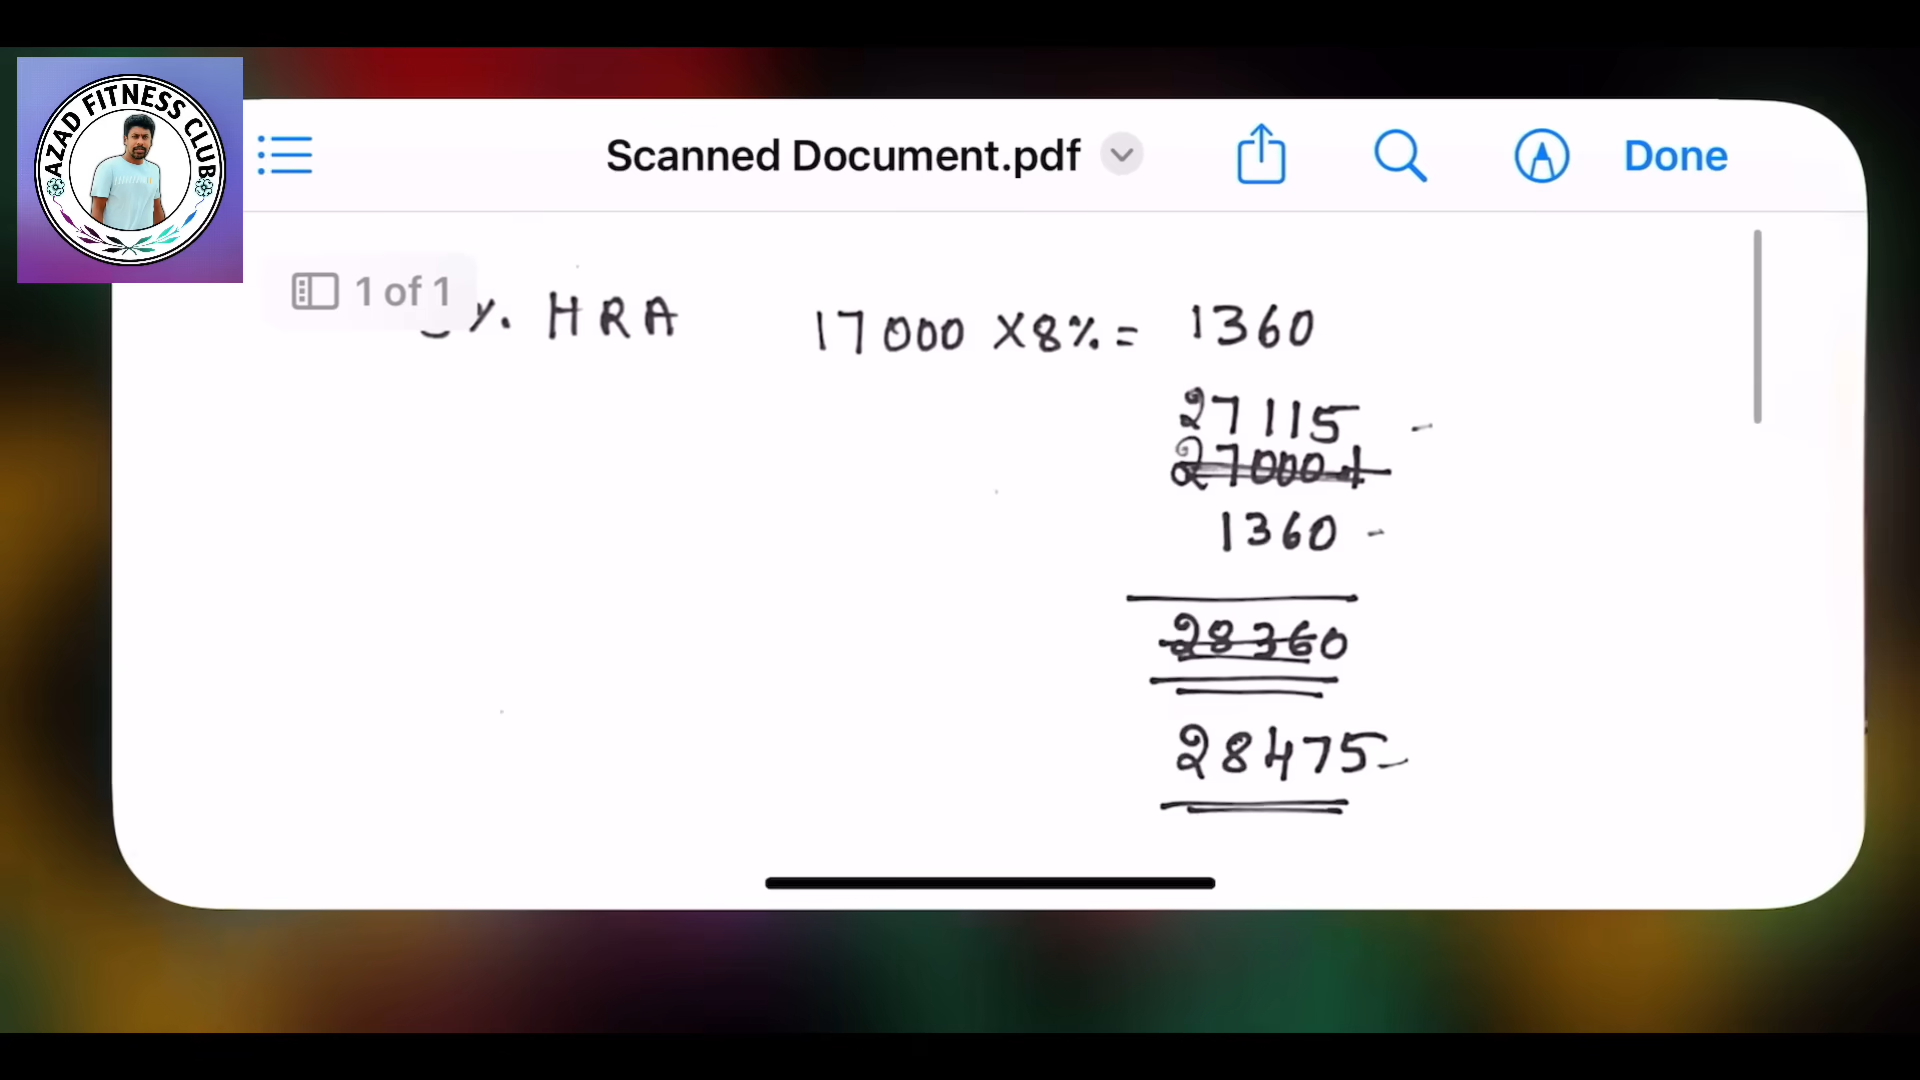 AZAD FITNESS CLUB
Scanned Document.pdf
Done
1 of 1
%. HRA 17000 X8% = 1360
27115 -
27000 +
1360 -
28360
28475 -